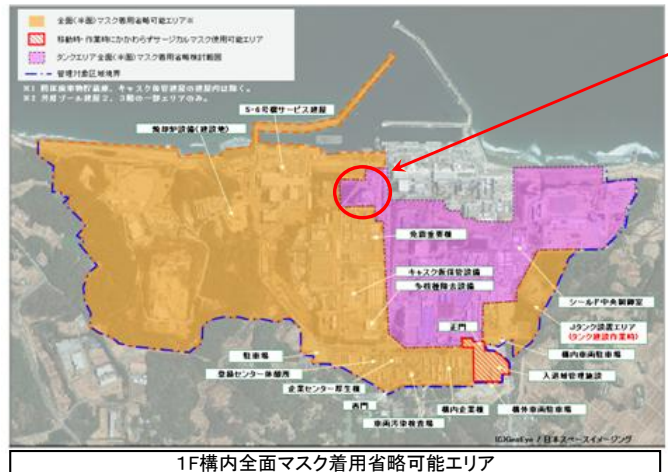 全面(半面)マスク着用省略可能エリア※
移動時・作業時にかかわらずサージカルマスク使用可能エリア
タンクエリア全面(半面)マスク着用省略検討範囲
管理対象区域境界
※1 固体廃棄物貯蔵庫、キャスク保管建屋の建屋内は除く。
※2 共用プール建屋2、3階の一部エリアのみ。
5-6号機サービス建屋
焼却炉設備(建設地)
免震重要棟
キャスク仮保管設備
多核種除去設備
シールド中央制御室
正門
Jタンク設置エリア
(タンク建設作業時)
駐車場
構内車両駐車場
登録センター休憩所
入退域管理施設
企業センター厚生棟
構内企業棟
構外車両駐車場
車両汚染検査場
(C)GeoEye / 日本スペースイメージング
1F構内全面マスク着用省略可能エリア